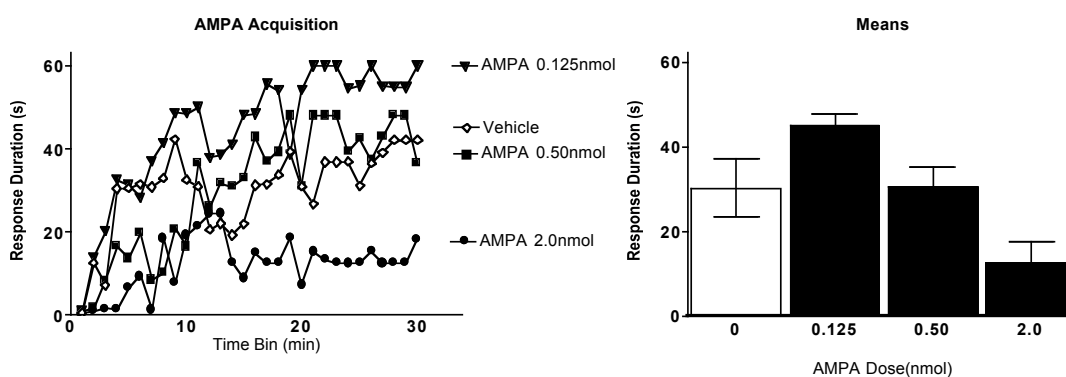 AMPA Acquisition
Response Duration (s)
60
40
20
0
0
10
20
30
Time Bin (min)
AMPA 0.125nmol
Vehicle
AMPA 0.50nmol
AMPA 2.0nmol
Means
Response Duration (s)
60
40
20
0
0
0.125
0.50
2.0
AMPA Dose(nmol)